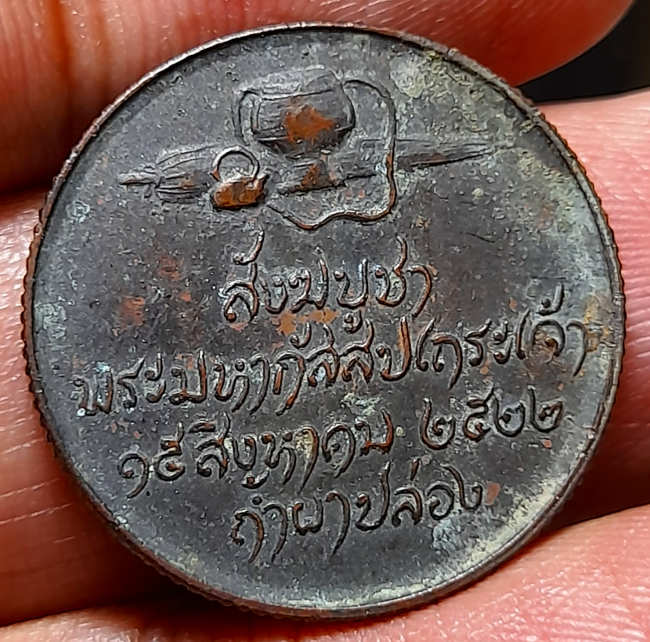 สังฆบูชา
พระมหากัสสปเถระเจ้า
๑๕ สิงหาคม ๒๕๒๒
ถ้ำผาปล่อง